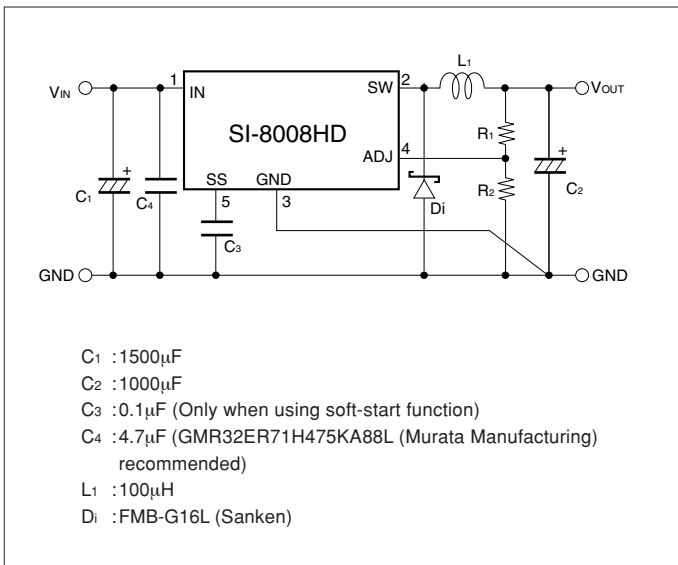 L1
1
2
VIN
IN
SW
VOUT
SI-8008HD
R1
+
+
ADJ
4
SS
GND
C1
C4
5
3
Di
R2
C2
C3
GND
GND
C1 :1500µF
C2 :1000µF
C3 :0.1µF (Only when using soft-start function)
C4 :4.7µF (GMR32ER71H475KA88L (Murata Manufacturing)
recommended)
L1 :100µH
Di :FMB-G16L (Sanken)